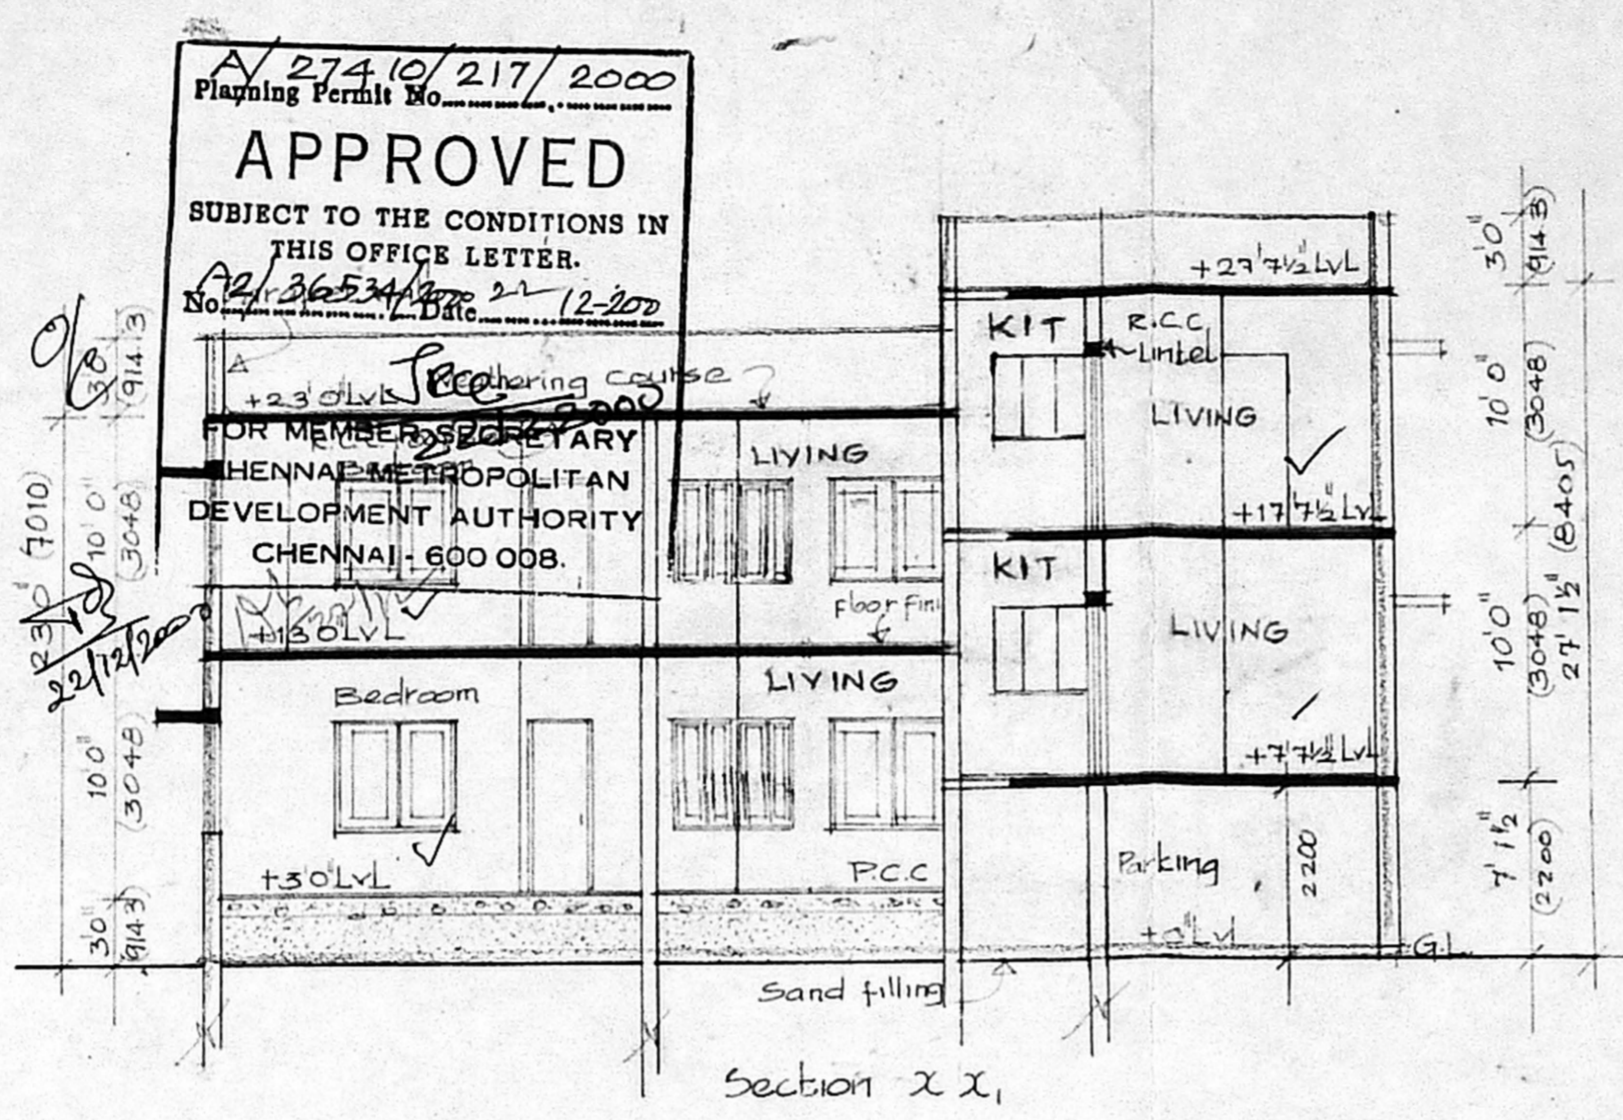 A/ 27410/217/2000
Planning Permit No
APPROVED
SUBJECT TO THE CONDITIONS IN
THIS OFFICE LETTER.
A2/ 36534/2000 22-12-200
No. Date
FOR MEMBER SECRETARY
CHENNAI METROPOLITAN
DEVELOPMENT AUTHORITY
CHENNAI - 600 008.
22/12/2000
3'0"
(914.3)
23'0" (7010)
10'0"
(3048)
10'0"
(3048)
3'0"
(914.3)
Weathering course
+23'0"LvL
LIVING
Floor Fini
+13'0"LvL
Bedroom
LIVING
+3'0"LvL
P.C.C
Sand filling
+27'7½"LvL
KIT
R.C.C.
Lintel
LIVING
+17'7½"LvL
KIT
LIVING
+7'7½"LvL
Parking
2200
G.L.
3'0"
(914.3)
10'0"
(3048)
10'0"
(3048)
27' 1½" (8405)
7' 1½"
(2200)
Section X X₁